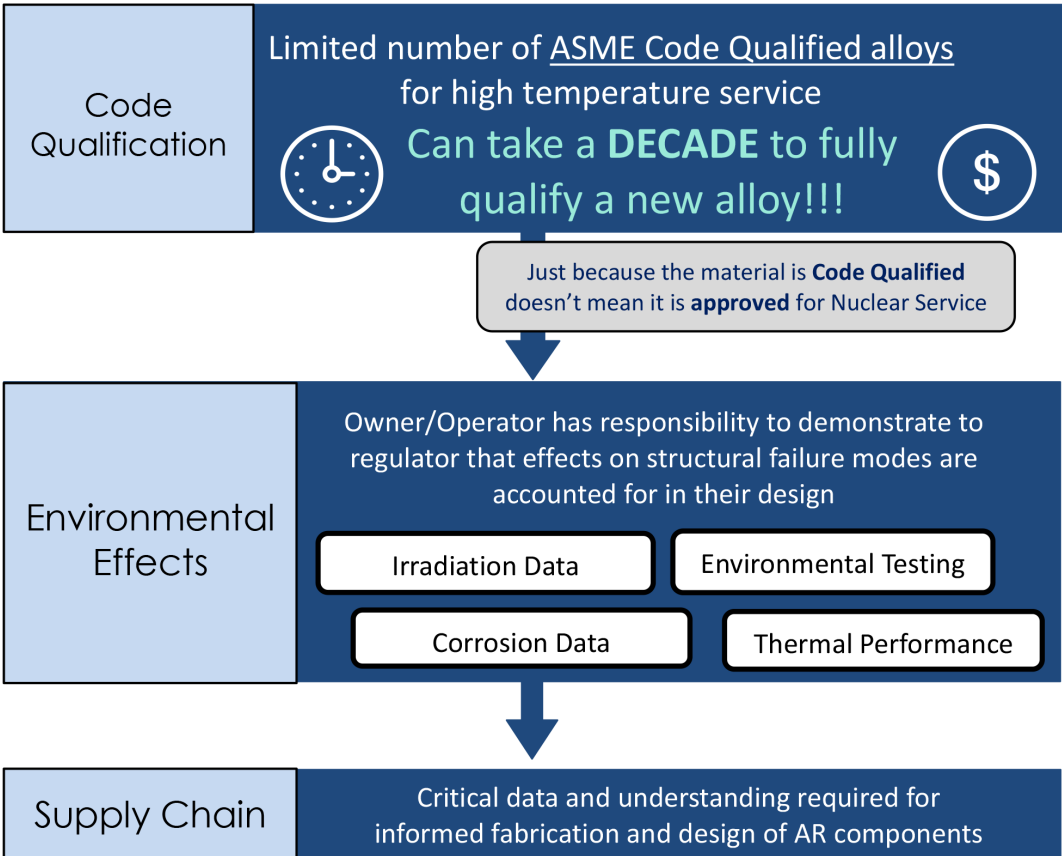 Code
Qualification
Limited number of ASME Code Qualified alloys
for high temperature service
Can take a DECADE to fully
qualify a new alloy!!!
$
Just because the material is Code Qualified
doesn’t mean it is approved for Nuclear Service
Environmental
Effects
Owner/Operator has responsibility to demonstrate to
regulator that effects on structural failure modes are
accounted for in their design
Irradiation Data
Environmental Testing
Corrosion Data
Thermal Performance
Supply Chain
Critical data and understanding required for
informed fabrication and design of AR components